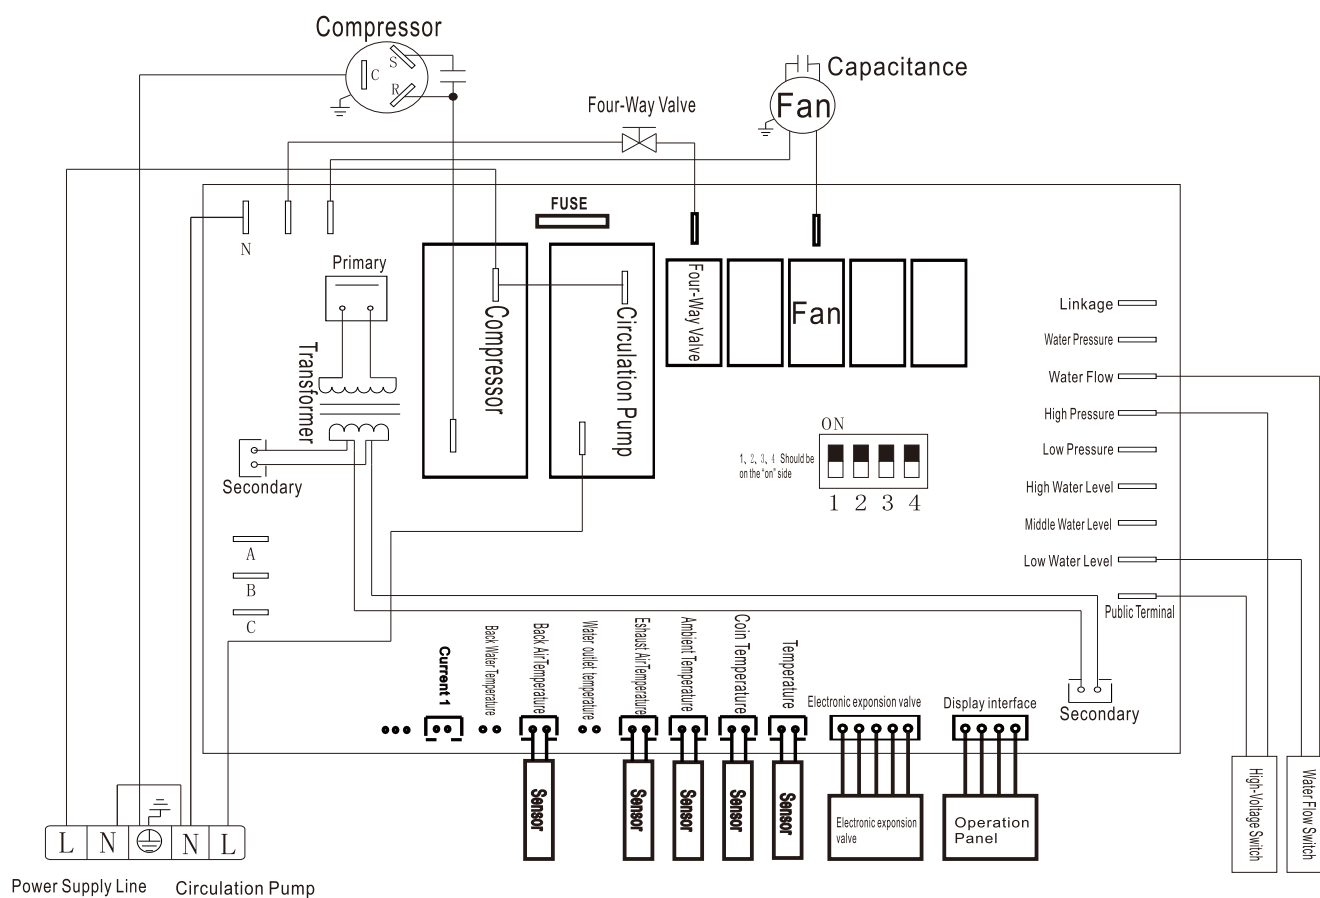 Compressor
S
C
R
Four-Way Valve
Capacitance
Fan
FUSE
N
Primary
Transformer
Secondary
Compressor
Circulation Pump
Four-Way Valve
Fan
ON
1、2、3、4 Should be
on the "on" side
1 2 3 4
Linkage
Water Pressure
Water Flow
High Pressure
Low Pressure
High Water Level
Middle Water Level
Low Water Level
Public Terminal
A
B
C
Current 1
Back Water Temperature
Back Air Temperature
Water outlet temperature
Eshaust Air Temperature
Ambient Temperature
Coin Temperature
Temperature
Electronic exponsion valve
Display interface
Secondary
Sensor
Sensor
Sensor
Sensor
Sensor
Electronic exponsion
valve
Operation
Panel
High-Voltage Switch
Water Flow Switch
L N N L
Power Supply Line
Circulation Pump